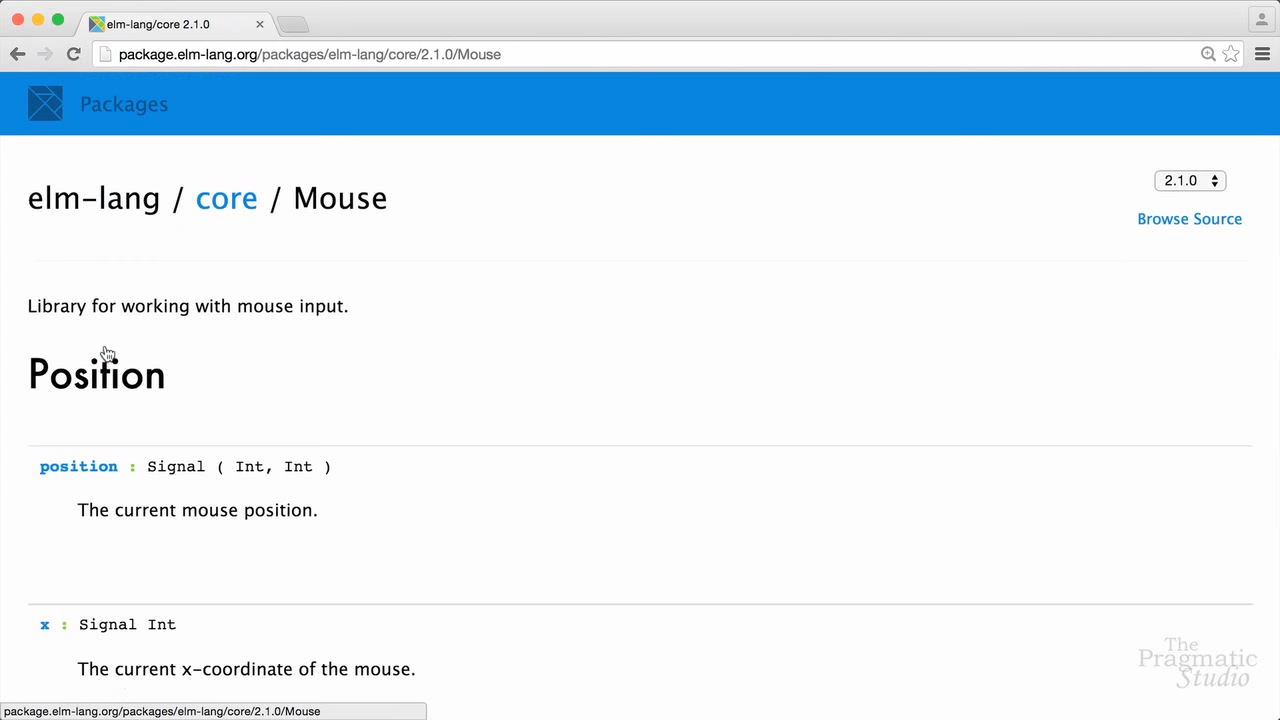 elm-lang/core 2.1.0
package.elm-lang.org/packages/elm-lang/core/2.1.0/Mouse
Packages
elm-lang / core / Mouse
2.1.0
Browse Source
Library for working with mouse input.
Position
position : Signal ( Int, Int )
The current mouse position.
x : Signal Int
The current x-coordinate of the mouse.
The
Pragmatic
Studio
package.elm-lang.org/packages/elm-lang/core/2.1.0/Mouse